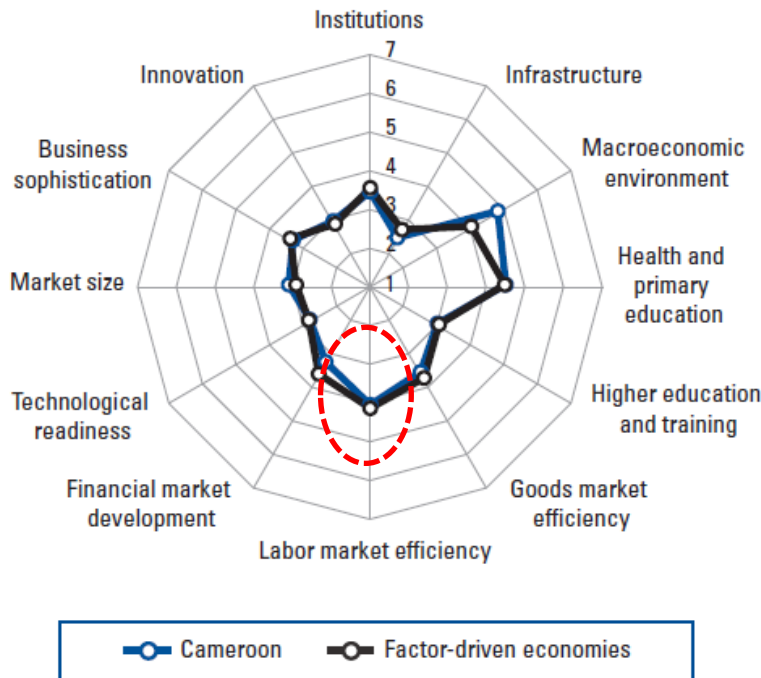 Institutions
7
6
5
4
3
2
1
Infrastructure
Macroeconomic
environment
Health and
primary
education
Higher education
and training
Goods market
efficiency
Labor market efficiency
Financial market
development
Technological
readiness
Market size
Business
sophistication
Innovation
Cameroon
Factor-driven economies